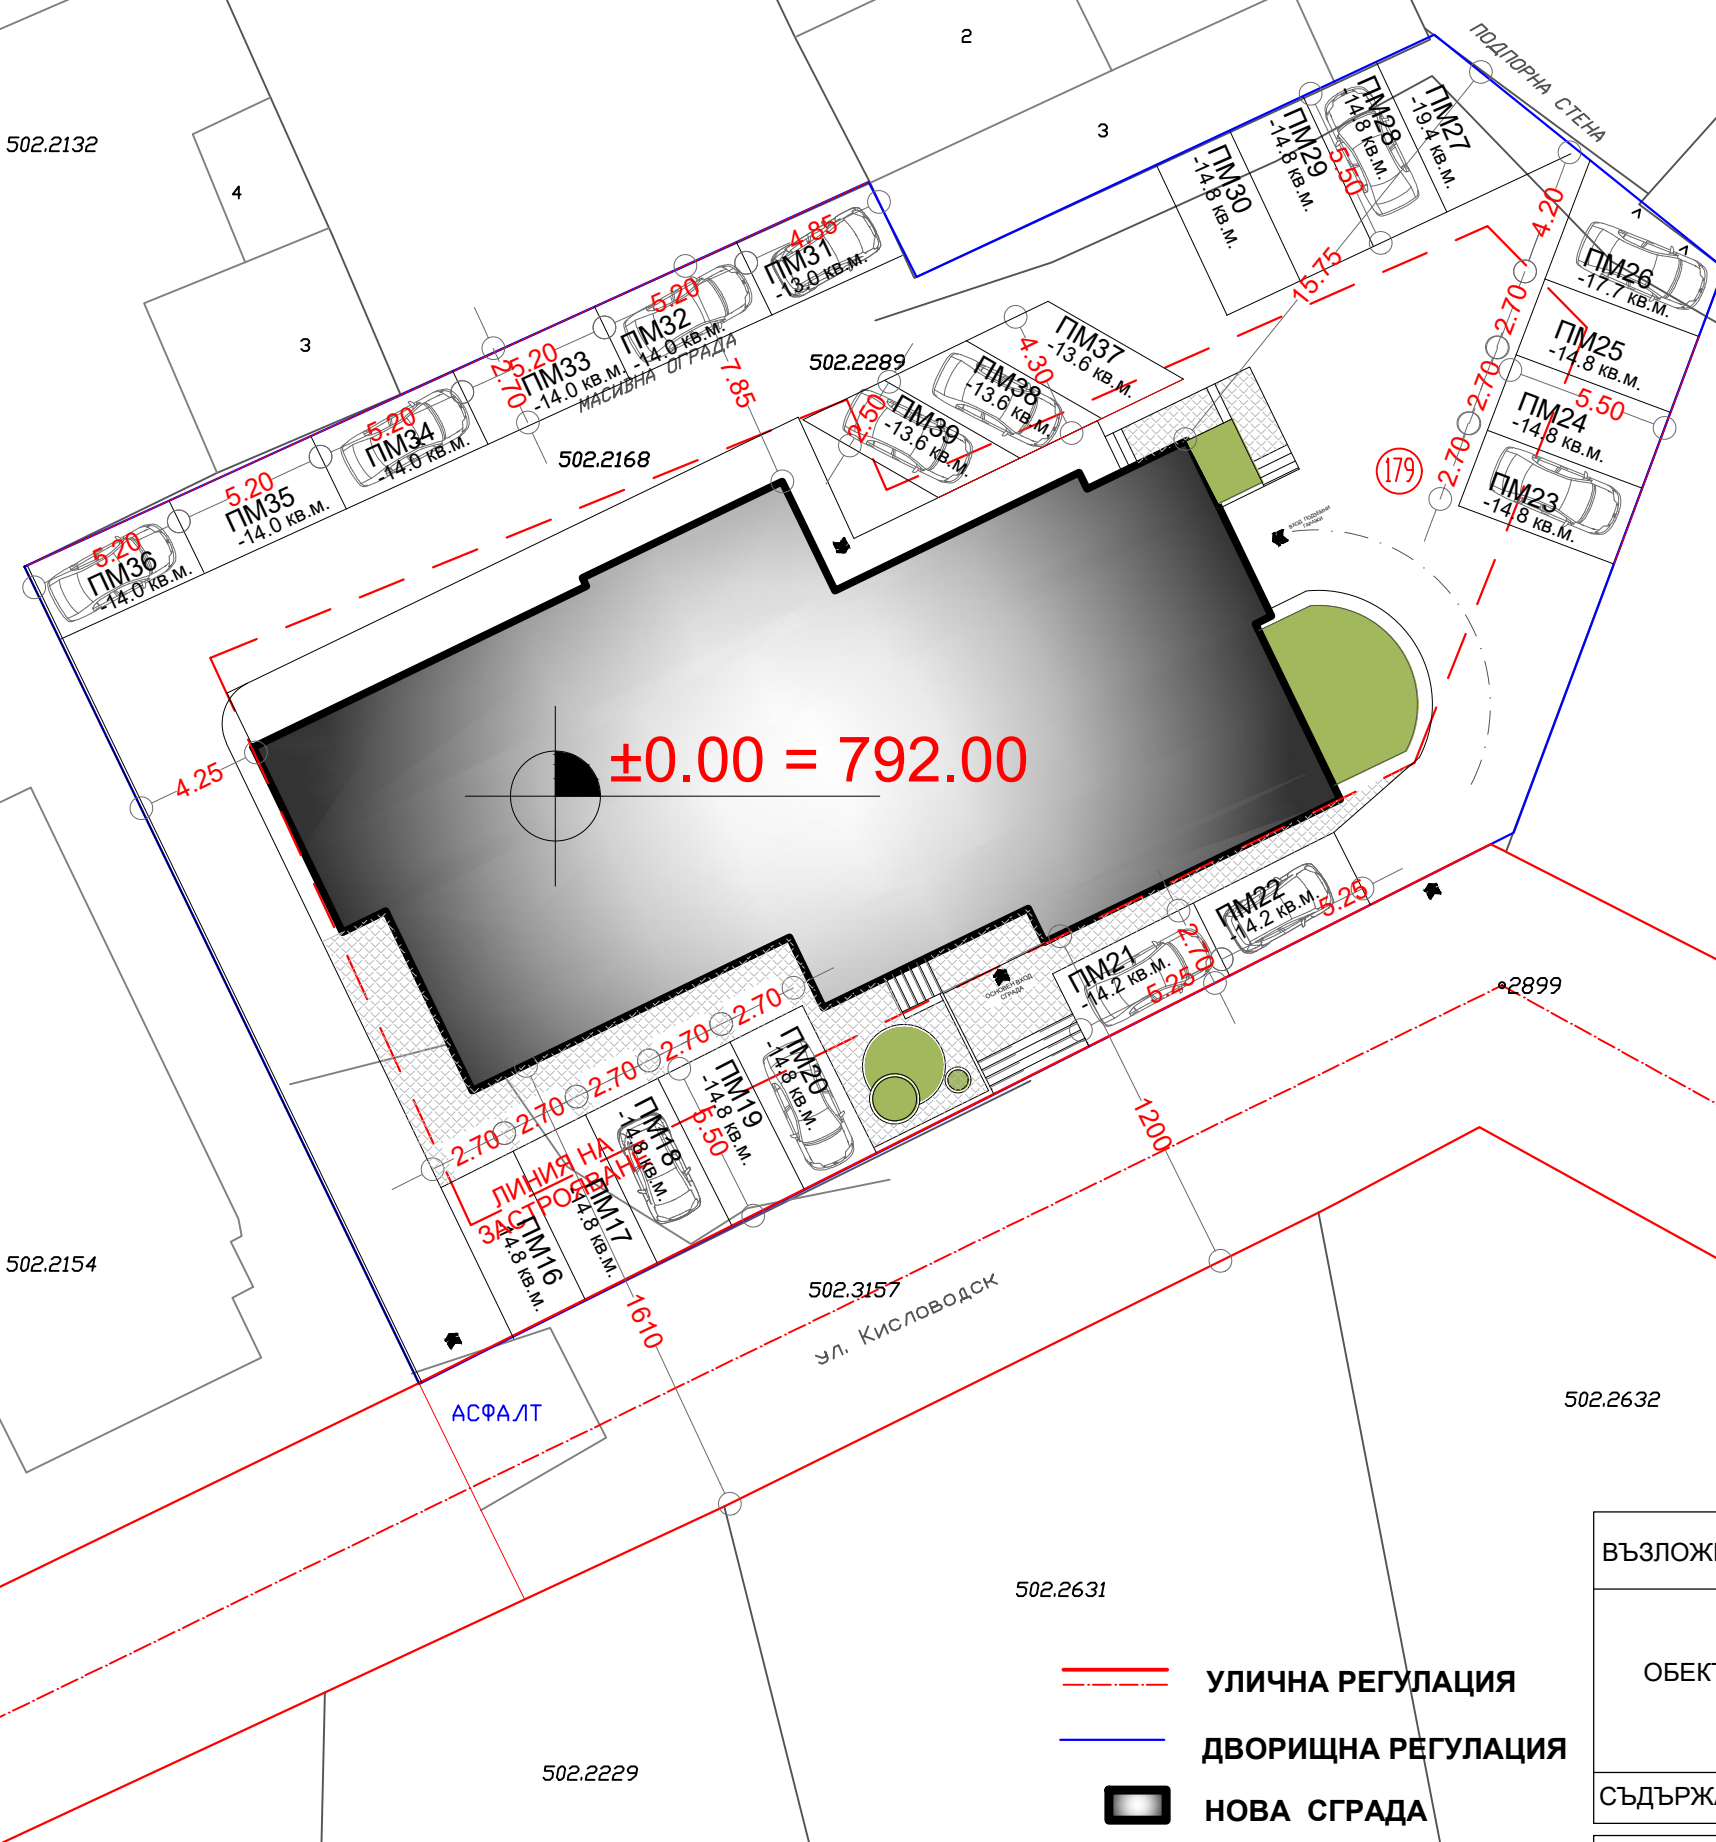 2
ПОДПОРНА СТЕНА
3
502.2132
4
3
ПМ28
-14.8 кв.м.
ПМ27
-19.4 кв.м.
ПМ29
-14.8 кв.м.
5.50
ПМ30
-14.8 кв.м.
4.20
4.85
ПМ31
-13.0 кв.м.
15.75
ПМ26
-17.7 кв.м.
5.20
ПМ32
-14.0 кв.м.
2.70
ПМ25
-14.8 кв.м.
5.20
ПМ33
-14.0 кв.м.
2.70
МАСИВНА ОГРАДА
7.85
502.2289
4.30
ПМ37
-13.6 кв.м.
ПМ38
-13.6 кв.м.
2.70
5.50
5.20
ПМ34
-14.0 кв.м.
2.50
ПМ39
-13.6 кв.м.
ПМ24
-14.8 кв.м.
502.2168
179
2.70
5.20
ПМ35
-14.0 кв.м.
ПМ23
-14.8 кв.м.
ВХОД ПОДЗЕМНИ
ГАРАЖИ
5.20
ПМ36
-14.0 кв.м.
±0.00 = 792.00
4.25
ПМ22
-14.2 кв.м.
5.25
2.70
ПМ21
-14.2 кв.м.
5.25
ОСНОВЕН ВХОД
СГРАДА
2899
2.70
2.70
2.70
2.70
2.70
ПМ20
-14.8 кв.м.
ПМ19
-14.8 кв.м.
5.50
ПМ18
-14.8 кв.м.
1200
ЛИНИЯ НА
ЗАСТРОЯВАНЕ
ПМ17
-14.8 кв.м.
ПМ16
-14.8 кв.м.
502.2154
502.3157
ул. Кисловодск
1610
АСФАЛТ
502.2632
502.2631
502.2229
УЛИЧНА РЕГУЛАЦИЯ
ДВОРИЩНА РЕГУЛАЦИЯ
НОВА СГРАДА
ВЪЗЛОЖ
ОБЕКТ
СЪДЪРЖА